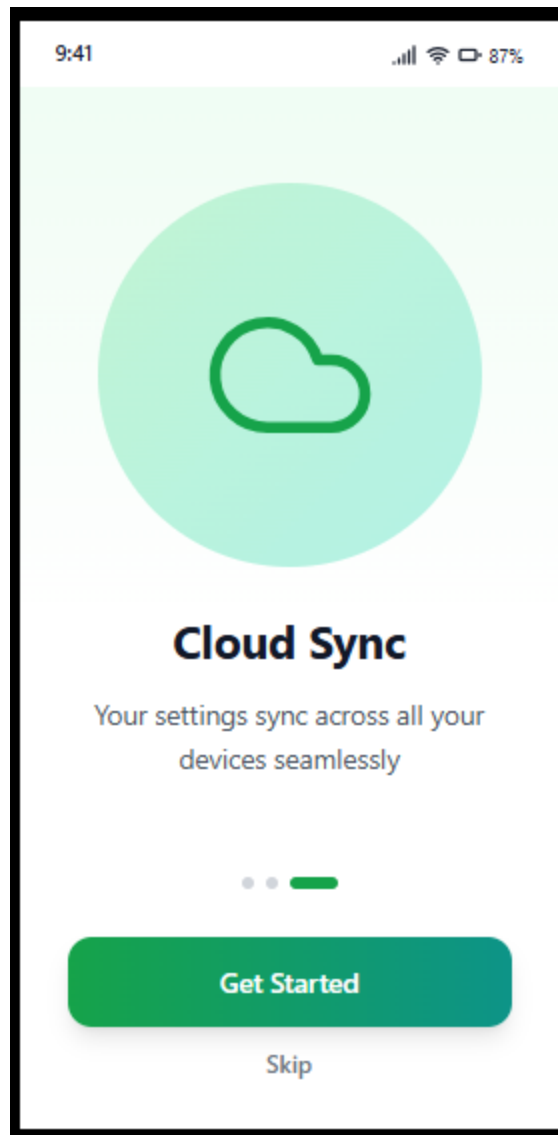 9:41 87%
Cloud Sync
Your settings sync across all your
devices seamlessly
Get Started
Skip